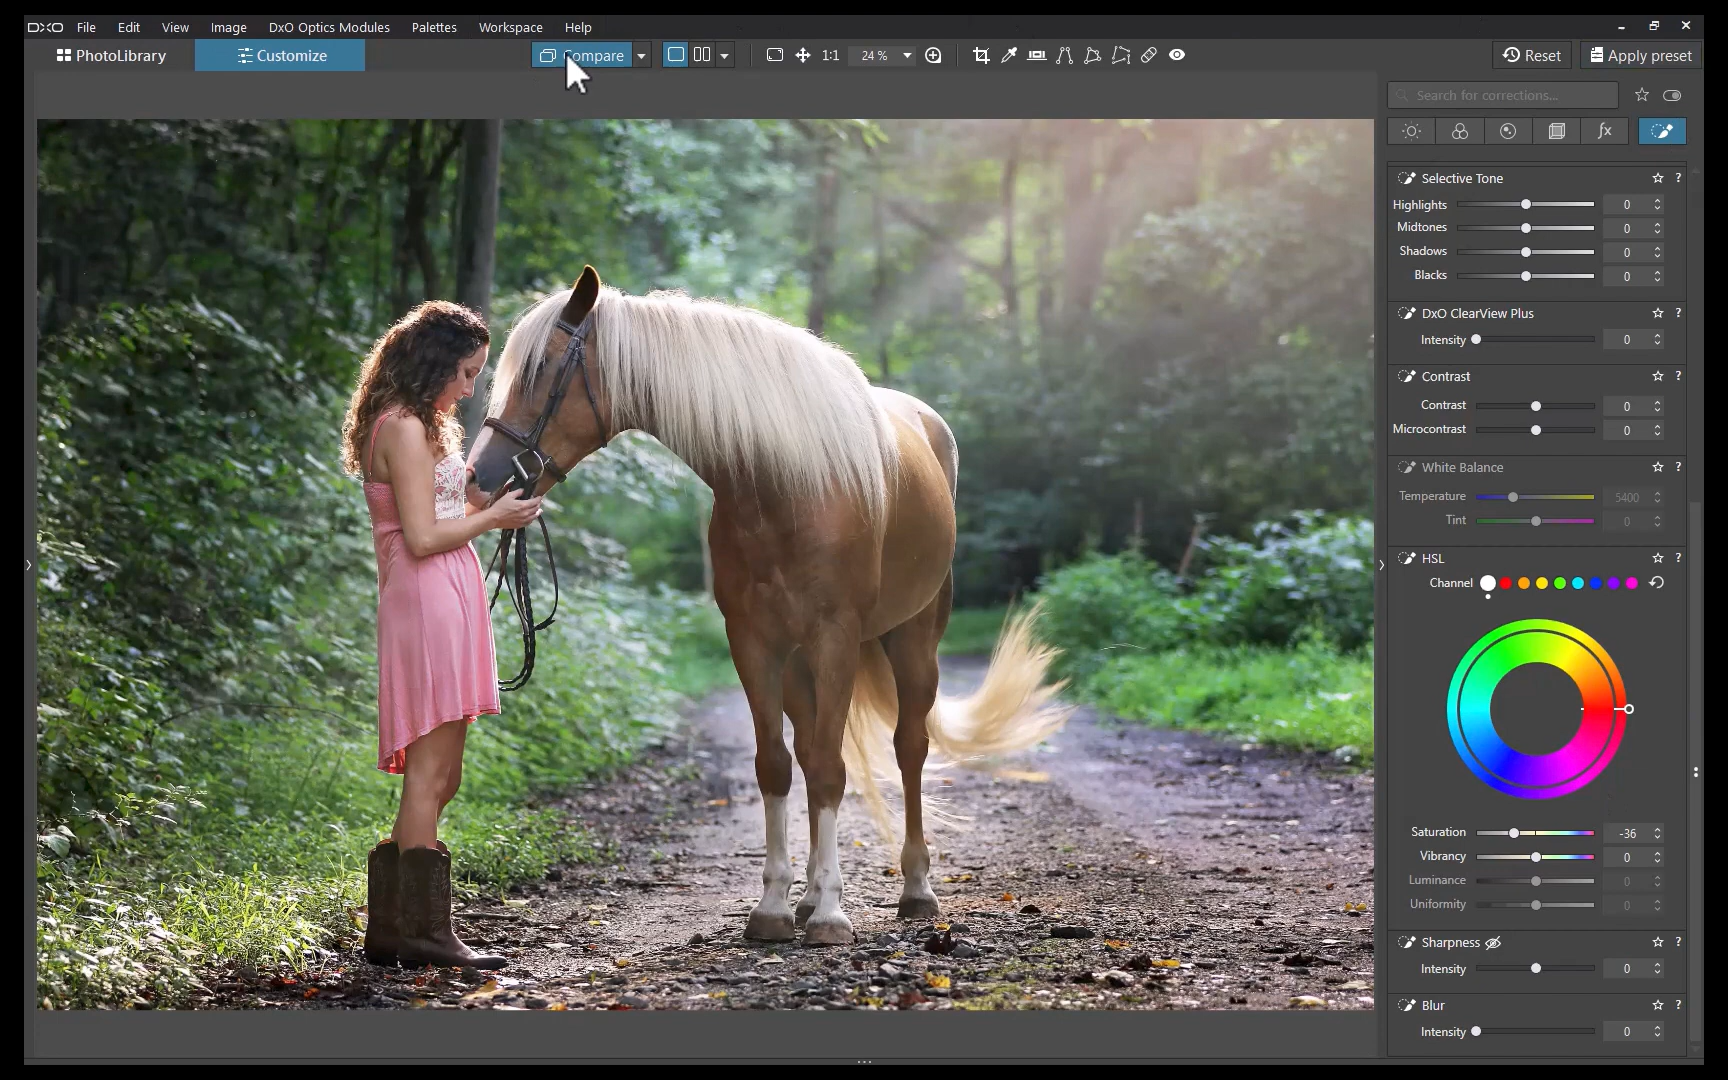 DXO File Edit View Image DxO Optics Modules Palettes Workspace Help
PhotoLibrary Customize Compare 1:1 24 % Reset Apply preset
Search for corrections...
fx
Selective Tone ?
Highlights 0
Midtones 0
Shadows 0
Blacks 0
DxO ClearView Plus ?
Intensity 0
Contrast ?
Contrast 0
Microcontrast 0
White Balance ?
Temperature 5400
Tint 0
HSL ?
Channel
Saturation -36
Vibrancy 0
Luminance 0
Uniformity 0
Sharpness ?
Intensity 0
Blur ?
Intensity 0